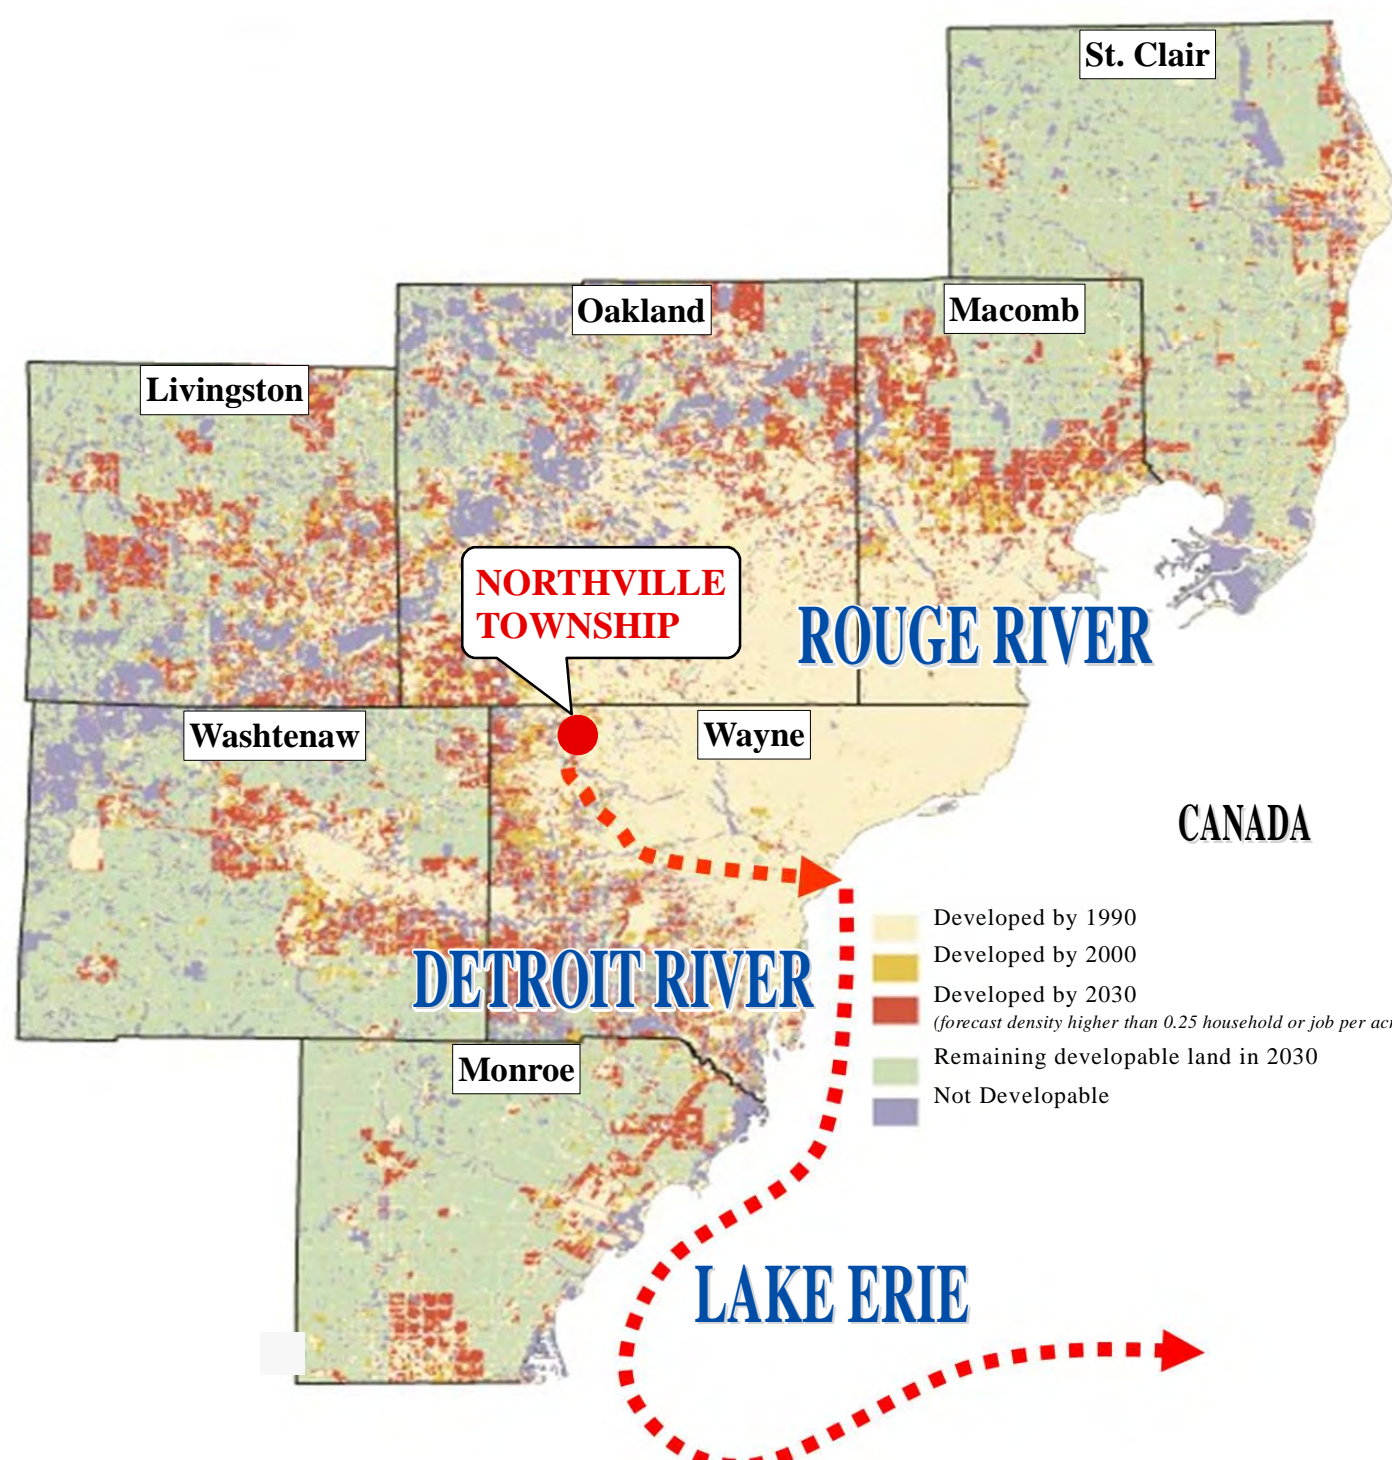 St. Clair
Oakland
Macomb
Livingston
NORTHVILLE
TOWNSHIP
ROUGE RIVER
Washtenaw
Wayne
CANADA
Developed by 1990
Developed by 2000
Developed by 2030
(forecast density higher than 0.25 household or job per acr
Remaining developable land in 2030
Not Developable
DETROIT RIVER
Monroe
LAKE ERIE